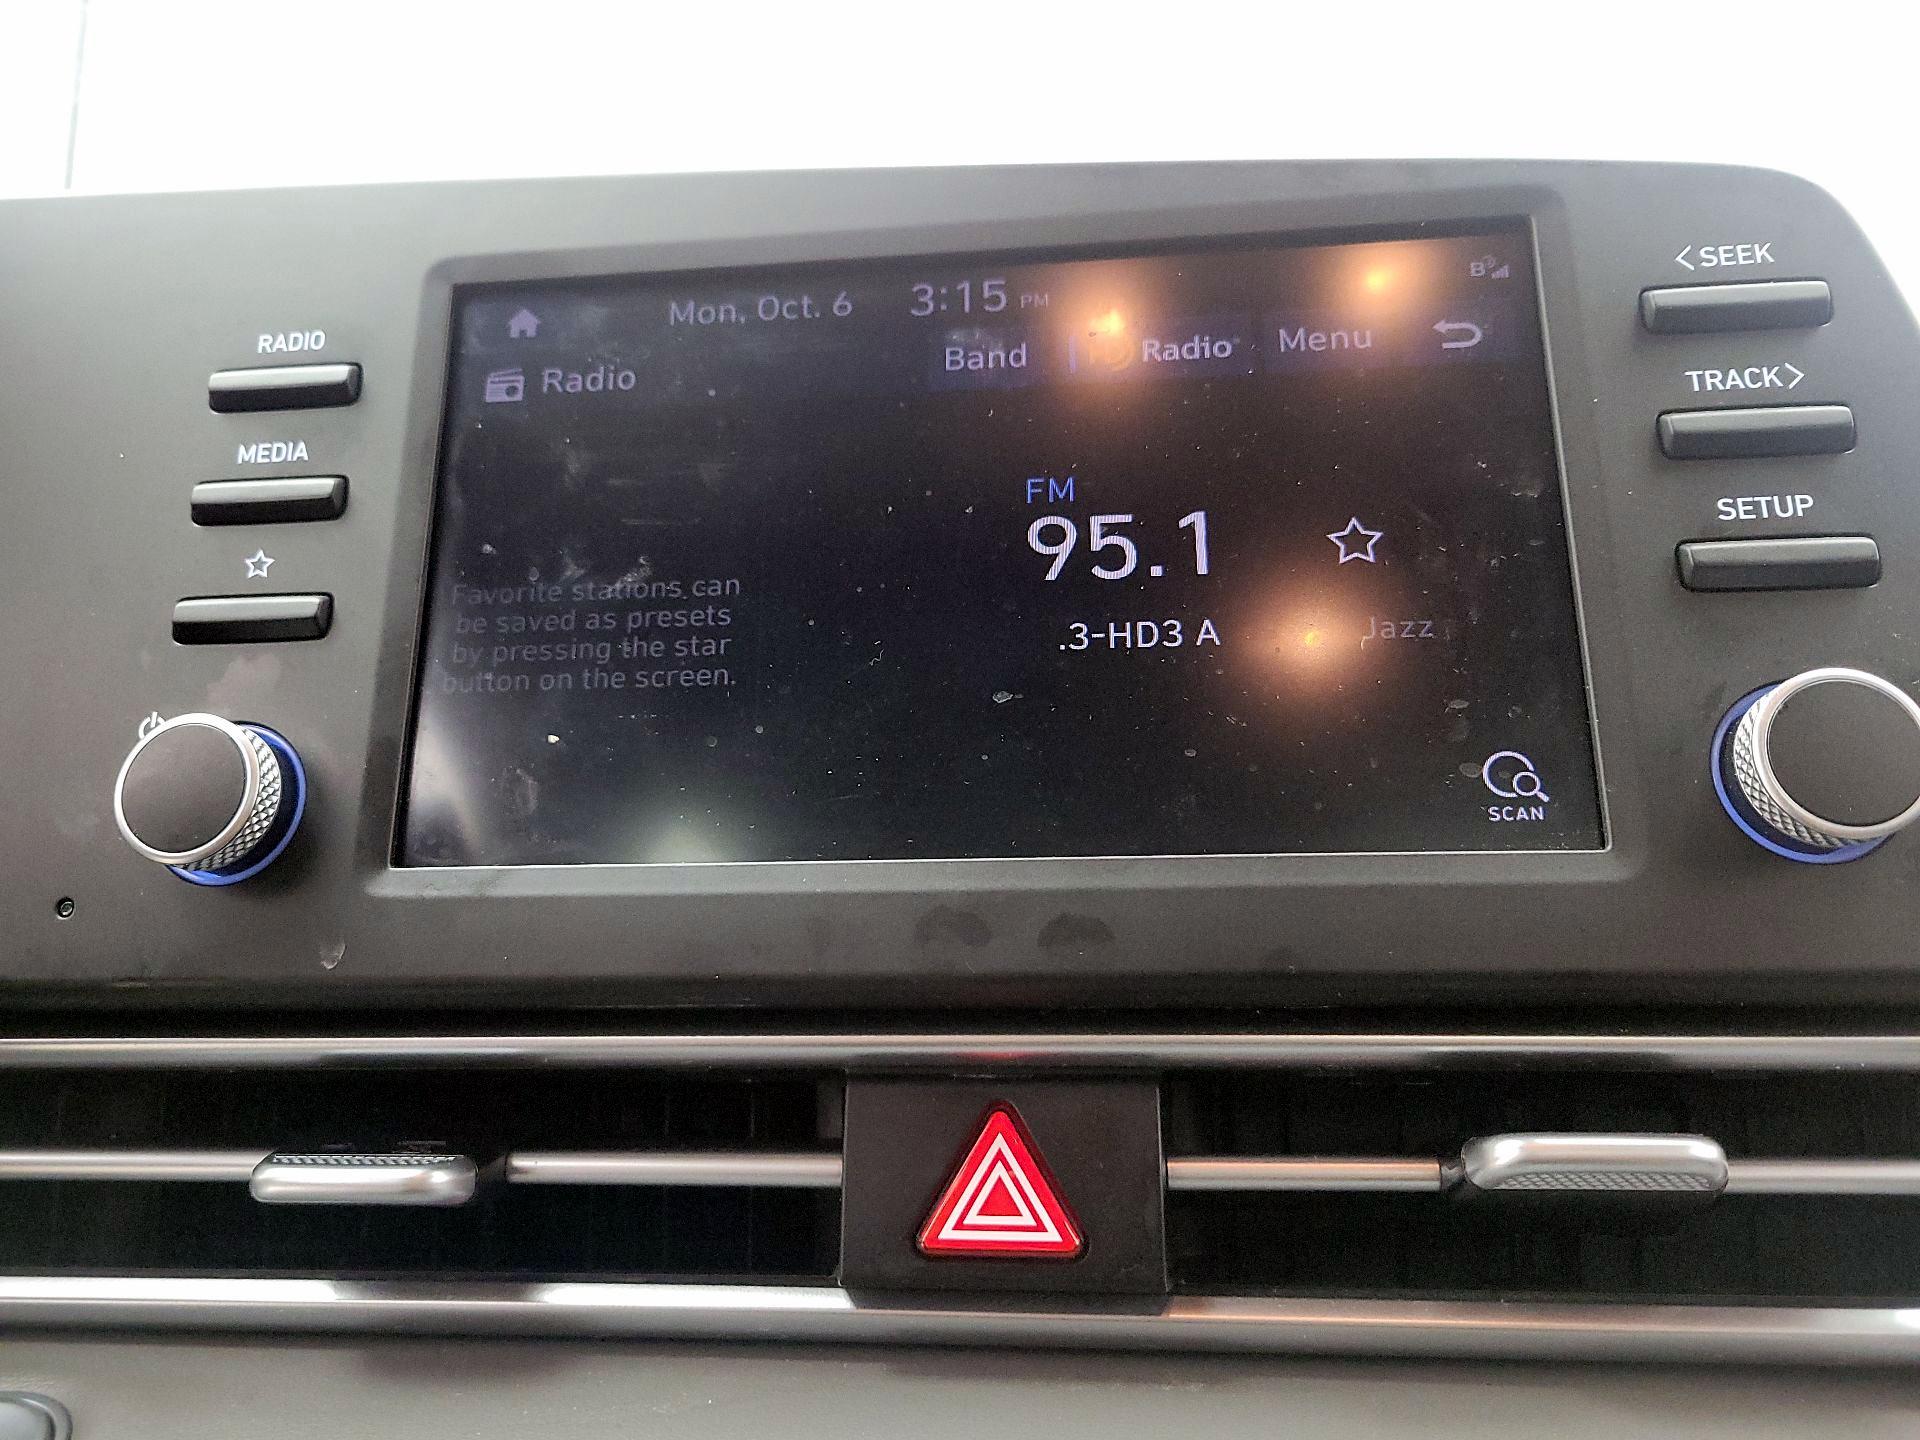 Mon, Oct. 6 3:15 PM
Radio
Band Radio Menu
RADIO
MEDIA
<SEEK
TRACK>
SETUP
FM
95.1
.3-HD3 A
Jazz
Favorite stations can
be saved as presets
by pressing the star
button on the screen.
SCAN